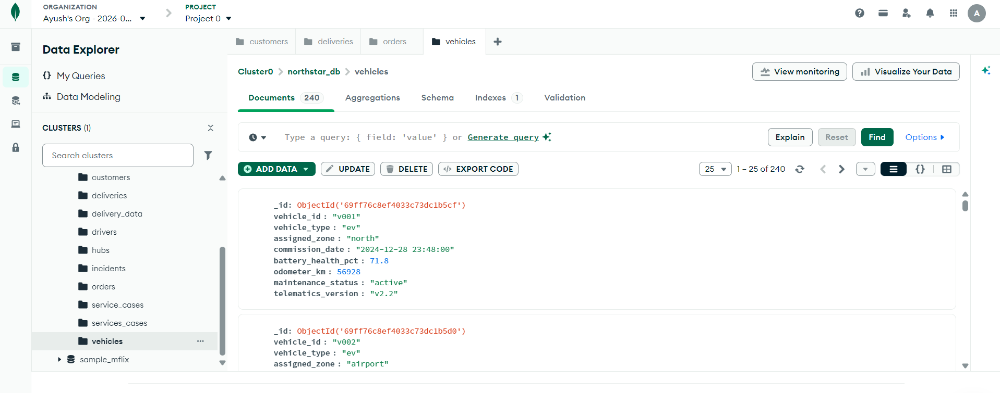 ORGANIZATION
Ayush's Org - 2026-0...
PROJECT
Project 0
A
Data Explorer
My Queries
Data Modeling
CLUSTERS (1)
Search clusters
customers
deliveries
delivery_data
drivers
hubs
incidents
orders
service_cases
services_cases
vehicles
sample_mflix
customers deliveries orders vehicles
Cluster0 northstar_db vehicles
View monitoring Visualize Your Data
Documents 240 Aggregations Schema Indexes 1 Validation
Type a query: { field: 'value' } or Generate query
Explain Reset Find Options
ADD DATA UPDATE DELETE EXPORT CODE
25 1 – 25 of 240 {}
_id: ObjectId('69ff76c8ef4033c73dc1b5cf')
vehicle_id : "v001"
vehicle_type : "ev"
assigned_zone : "north"
commission_date : "2024-12-28 23:48:00"
battery_health_pct : 71.8
odometer_km : 56928
maintenance_status : "active"
telematics_version : "v2.2"
_id: ObjectId('69ff76c8ef4033c73dc1b5d0')
vehicle_id : "v002"
vehicle_type : "ev"
assigned_zone : "airport"